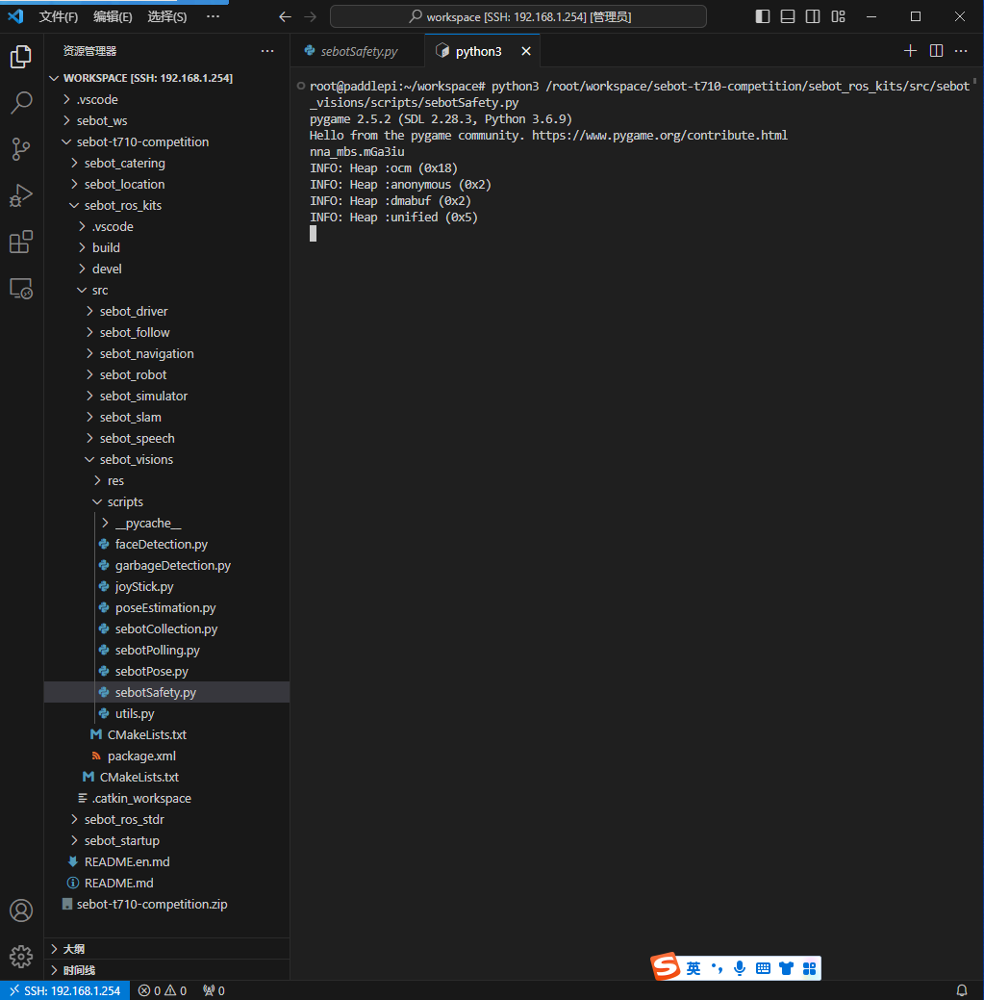 文件(F) 编辑(E) 选择(S) ··· workspace [SSH: 192.168.1.254] [管理员]
资源管理器 ···
sebotSafety.py python3
WORKSPACE [SSH: 192.168.1.254]
.vscode
sebot_ws
sebot-t710-competition
sebot_catering
sebot_location
sebot_ros_kits
.vscode
build
devel
src
sebot_driver
sebot_follow
sebot_navigation
sebot_robot
sebot_simulator
sebot_slam
sebot_speech
sebot_visions
res
scripts
__pycache__
faceDetection.py
garbageDetection.py
joyStick.py
poseEstimation.py
sebotCollection.py
sebotPolling.py
sebotPose.py
sebotSafety.py
utils.py
CMakeLists.txt
package.xml
CMakeLists.txt
.catkin_workspace
sebot_ros_stdr
sebot_startup
README.en.md
README.md
sebot-t710-competition.zip
大纲
时间线
root@paddlepi:~/workspace# python3 /root/workspace/sebot-t710-competition/sebot_ros_kits/src/sebot
_visions/scripts/sebotSafety.py
pygame 2.5.2 (SDL 2.28.3, Python 3.6.9)
Hello from the pygame community. https://www.pygame.org/contribute.html
nna_mbs.mGa3iu
INFO: Heap :ocm (0x18)
INFO: Heap :anonymous (0x2)
INFO: Heap :dmabuf (0x2)
INFO: Heap :unified (0x5)
英
SSH: 192.168.1.254 0 0 0